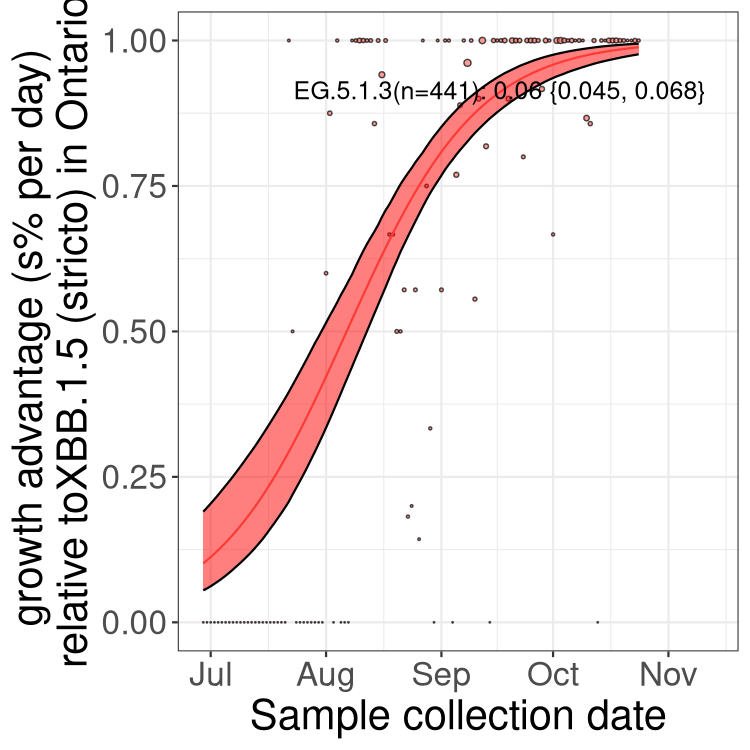 growth advantage (s% per day)
relative toXBB.1.5 (stricto) in Ontario
1.00
0.75
0.50
0.25
0.00
EG.5.1.3(n=441): 0.06 {0.045, 0.068}
Jul Aug Sep Oct Nov
Sample collection date